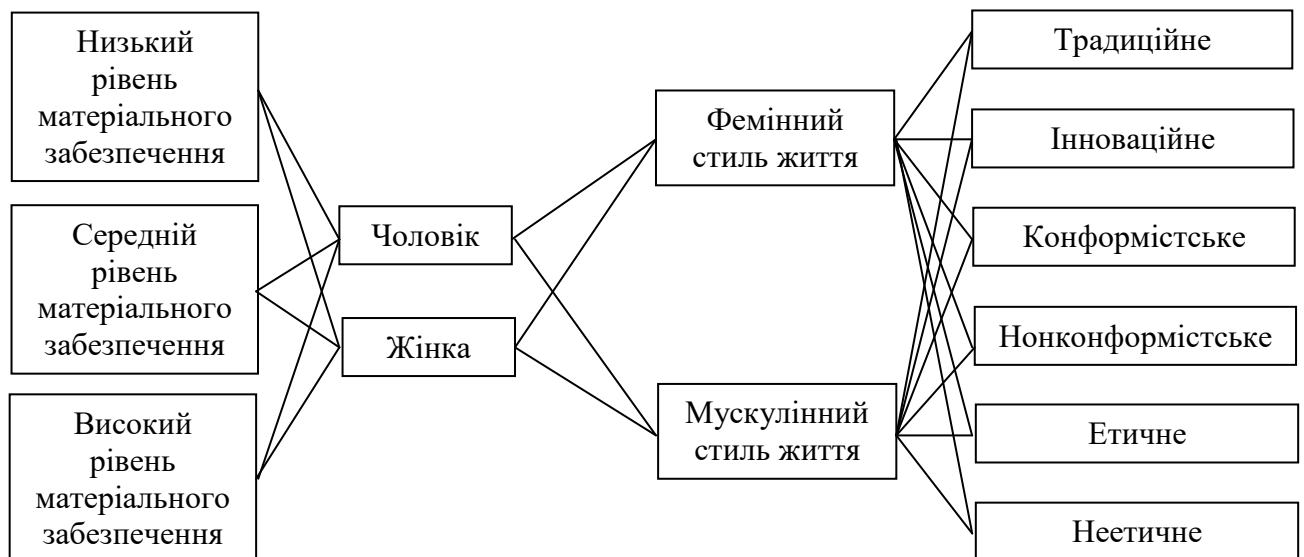 Низький
рівень
матеріального
забезпечення
Середній
рівень
матеріального
забезпечення
Високий
рівень
матеріального
забезпечення
Чоловік
Жінка
Фемінний
стиль життя
Мускулінний
стиль життя
Традиційне
Інноваційне
Конформістське
Нонконформістське
Етичне
Неетичне